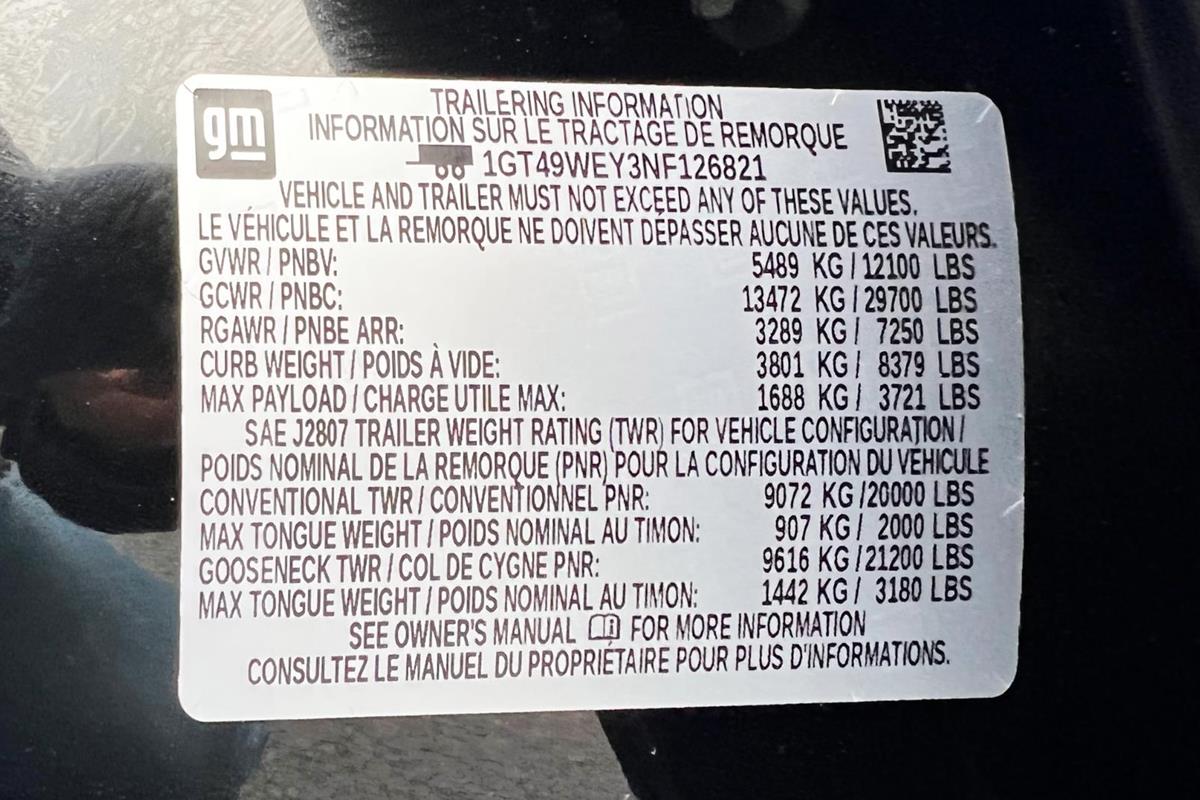 gm
TRAILERING INFORMATION
INFORMATION SUR LE TRACTAGE DE REMORQUE
1GT49WEY3NF126821
VEHICLE AND TRAILER MUST NOT EXCEED ANY OF THESE VALUES.
LE VÉHICULE ET LA REMORQUE NE DOIVENT DÉPASSER AUCUNE DE CES VALEURS.
GVWR / PNBV: 5489 KG / 12100 LBS
GCWR / PNBC: 13472 KG / 29700 LBS
RGAWR / PNBE ARR: 3289 KG / 7250 LBS
CURB WEIGHT / POIDS À VIDE: 3801 KG / 8379 LBS
MAX PAYLOAD / CHARGE UTILE MAX: 1688 KG / 3721 LBS
SAE J2807 TRAILER WEIGHT RATING (TWR) FOR VEHICLE CONFIGURATION /
POIDS NOMINAL DE LA REMORQUE (PNR) POUR LA CONFIGURATION DU VEHICULE
CONVENTIONAL TWR / CONVENTIONNEL PNR: 9072 KG /20000 LBS
MAX TONGUE WEIGHT / POIDS NOMINAL AU TIMON: 907 KG / 2000 LBS
GOOSENECK TWR / COL DE CYGNE PNR: 9616 KG /21200 LBS
MAX TONGUE WEIGHT / POIDS NOMINAL AU TIMON: 1442 KG / 3180 LBS
SEE OWNER'S MANUAL FOR MORE INFORMATION
CONSULTEZ LE MANUEL DU PROPRIÉTAIRE POUR PLUS D'INFORMATIONS.